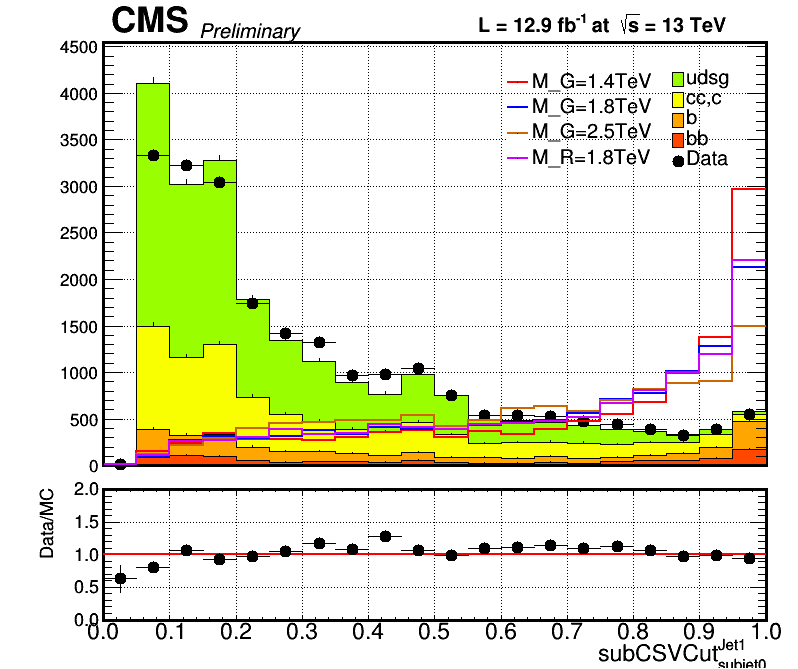 CMS Preliminary L = 12.9 fb⁻¹ at √s = 13 TeV
4500
4000
3500
3000
2500
2000
1500
1000
500
0
M_G=1.4TeV
M_G=1.8TeV
M_G=2.5TeV
M_R=1.8TeV
udsg
cc,c
b
bb
Data
Data/MC
2.0
1.5
1.0
0.5
0.0
0.0 0.1 0.2 0.3 0.4 0.5 0.6 0.7 0.8 0.9 1.0
subCSVCut^Jet1_subjet0